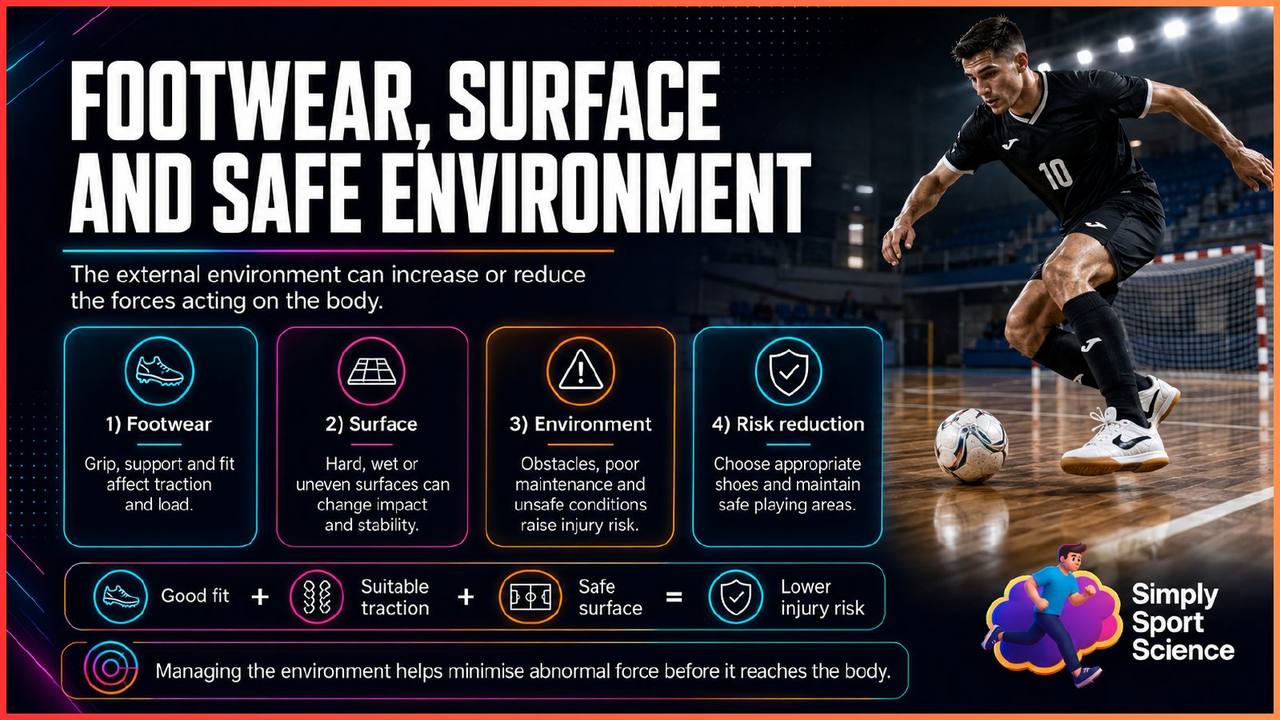 FOOTWEAR, SURFACE
AND SAFE ENVIRONMENT
The external environment can increase or reduce
the forces acting on the body.
1) Footwear
Grip, support and fit
affect traction
and load.
2) Surface
Hard, wet or
uneven surfaces can
change impact
and stability.
3) Environment
Obstacles, poor
maintenance and
unsafe conditions
raise injury risk.
4) Risk reduction
Choose appropriate
shoes and maintain
safe playing areas.
Good fit + Suitable
traction + Safe
surface = Lower
injury risk
Managing the environment helps minimise abnormal force before it reaches the body.
10
Simply
Sport
Science